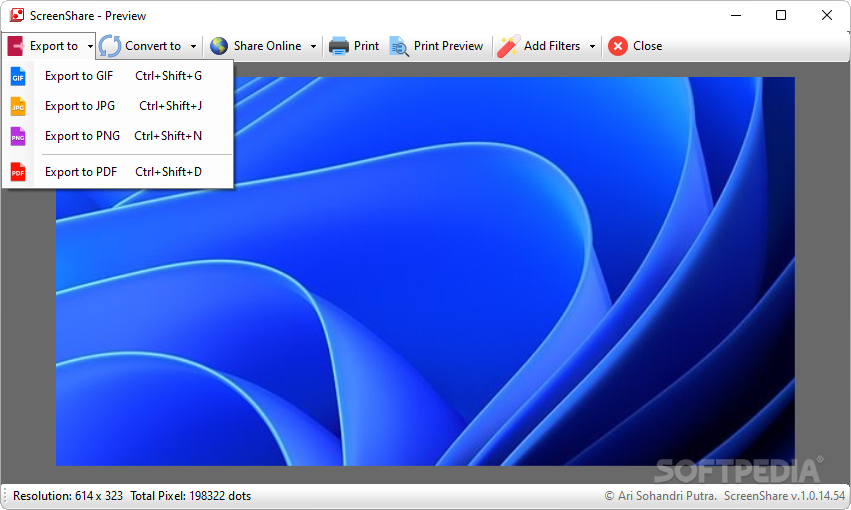 ScreenShare - Preview
Export to Convert to Share Online Print Print Preview Add Filters Close
GIF Export to GIF Ctrl+Shift+G
JPG Export to JPG Ctrl+Shift+J
PNG Export to PNG Ctrl+Shift+N
PDF Export to PDF Ctrl+Shift+D
SOFTPEDIA®
Resolution: 614 x 323 Total Pixel: 198322 dots © Ari Sohandri Putra. ScreenShare v.1.0.14.54